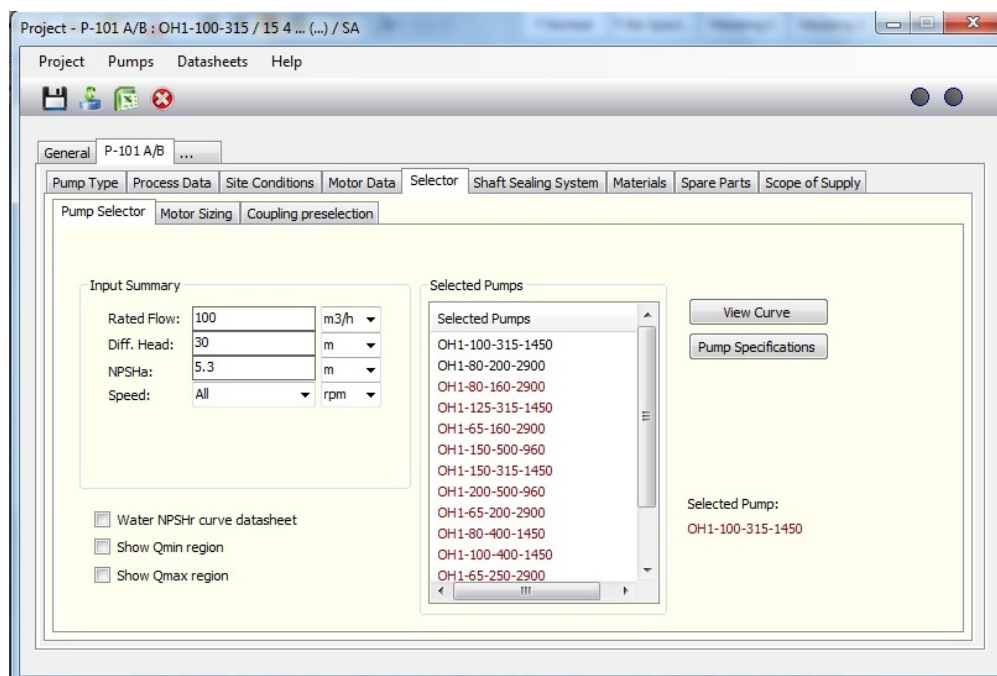 Project - P-101 A/B : OH1-100-315 / 15 4 ... (...) / SA
Project Pumps Datasheets Help
General P-101 A/B ...
Pump Type Process Data Site Conditions Motor Data Selector Shaft Sealing System Materials Spare Parts Scope of Supply
Pump Selector Motor Sizing Coupling preselection
Input Summary
Rated Flow: 100 m3/h
Diff. Head: 30 m
NPSHa: 5.3 m
Speed: All rpm
Water NPSHr curve datasheet
Show Qmin region
Show Qmax region
Selected Pumps
Selected Pumps
OH1-100-315-1450
OH1-80-200-2900
OH1-80-160-2900
OH1-125-315-1450
OH1-65-160-2900
OH1-150-500-960
OH1-150-315-1450
OH1-200-500-960
OH1-65-200-2900
OH1-80-400-1450
OH1-100-400-1450
OH1-65-250-2900
View Curve
Pump Specifications
Selected Pump:
OH1-100-315-1450